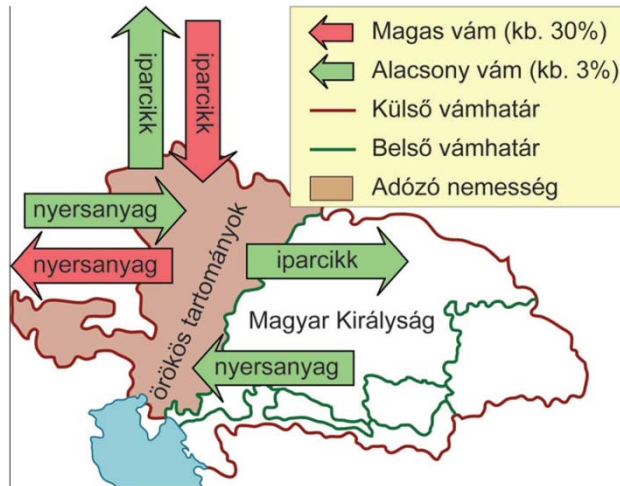 iparcikk
iparcikk
Magas vám (kb. 30%)
Alacsony vám (kb. 3%)
Külső vámhatár
Belső vámhatár
Adózó nemesség
nyersanyag
nyersanyag
örökös tartományok
iparcikk
Magyar Királyság
nyersanyag